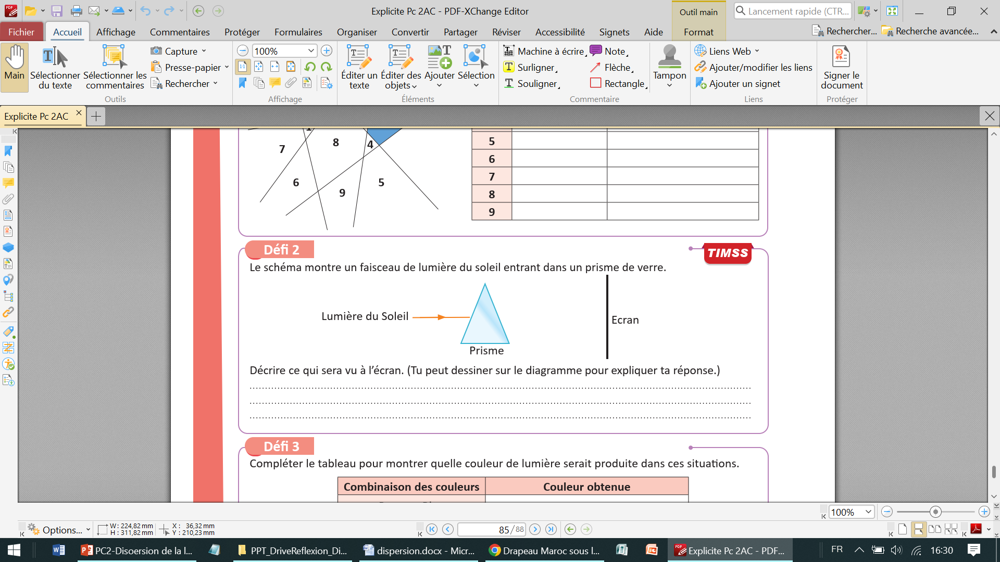 Explicite Pc 2AC - PDF-XChange Editor
Outil main
Lancement rapide (CTR...
Fichier
Accueil
Affichage
Commentaires
Protéger
Formulaires
Organiser
Convertir
Partager
Réviser
Accessibilité
Signets
Aide
Format
Rechercher...
Recherche avancée...
Main
Sélectionner du texte
Sélectionner les commentaires
Capture
Presse-papier
Rechercher
Outils
100%
Affichage
Éditer un texte
Éditer des objets
Ajouter
Sélection
Éléments
Machine à écrire
Surligner
Souligner
Note
Flèche
Rectangle
Commentaire
Tampon
Liens Web
Ajouter/modifier les liens
Ajouter un signet
Liens
Signer le document
Protéger
Explicite Pc 2AC
1
7
8
4
6
9
5
5
6
7
8
9
Défi 2
TIMSS
Le schéma montre un faisceau de lumière du soleil entrant dans un prisme de verre.
Lumière du Soleil
Prisme
Ecran
Décrire ce qui sera vu à l’écran. (Tu peut dessiner sur le diagramme pour expliquer ta réponse.)
Défi 3
Compléter le tableau pour montrer quelle couleur de lumière serait produite dans ces situations.
Combinaison des couleurs
Couleur obtenue
100%
Options...
W : 224,82 mm
H : 311,82 mm
X : 36,32 mm
Y : 210,23 mm
85 / 88
PC2-Disoersion de la l...
PPT_DriveReflexion_Di...
dispersion.docx - Micr...
Drapeau Maroc sous l...
Explicite Pc 2AC - PDF...
FR
16:30